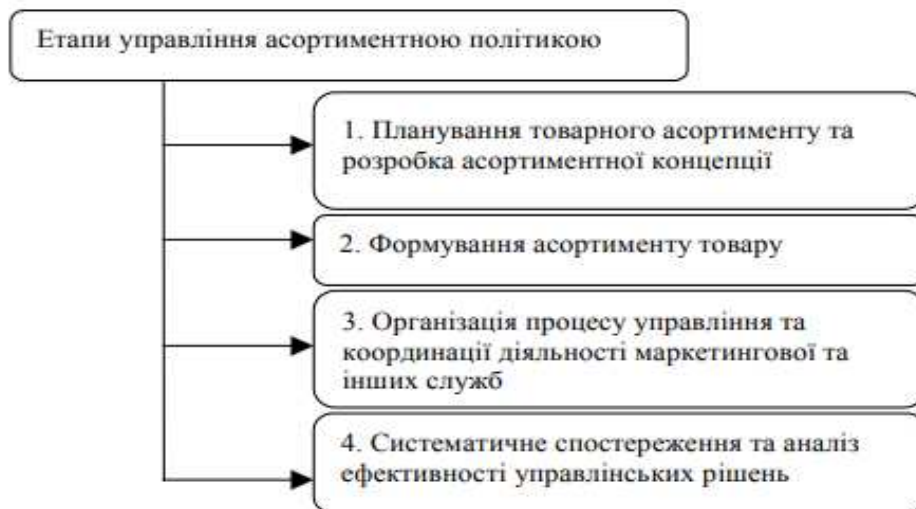 Етапи управління асортиментною політикою
1. Планування товарного асортименту та
розробка асортиментної концепції
2. Формування асортименту товару
3. Організація процесу управління та
координації діяльності маркетингової та
інших служб
4. Систематичне спостереження та аналіз
ефективності управлінських рішень